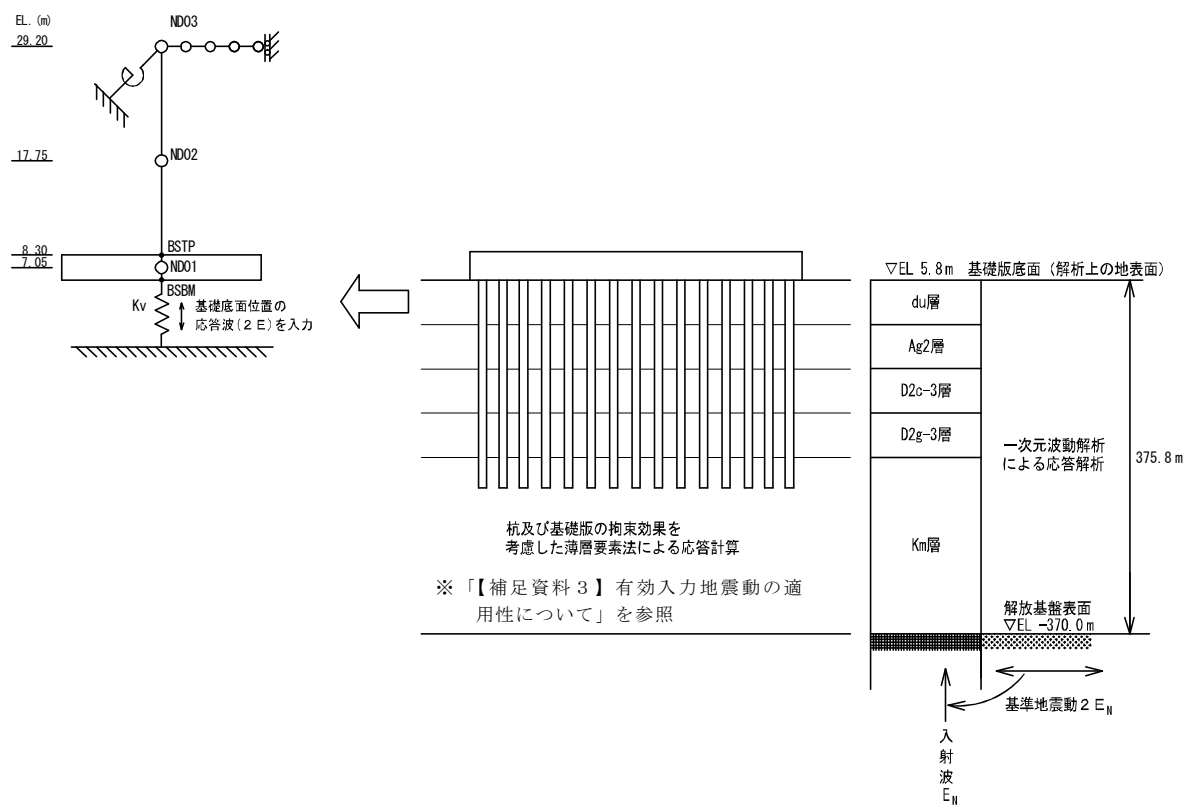 EL. (m)
29.20
ND03
17.75
ND02
8.30
7.05
BSTP
ND01
BSBM
Kv
基礎底面位置の
応答波(2E)を入力
杭及び基礎版の拘束効果を
考慮した薄層要素法による応答計算
※「【補足資料3】有効入力地震動の適
用性について」を参照
▽EL 5.8m 基礎版底面(解析上の地表面)
du層
Ag2層
D2c-3層
D2g-3層
Km層
一次元波動解析
による応答解析
375.8m
解放基盤表面
▽EL -370.0m
基準地震動2EN
入
射
波
EN